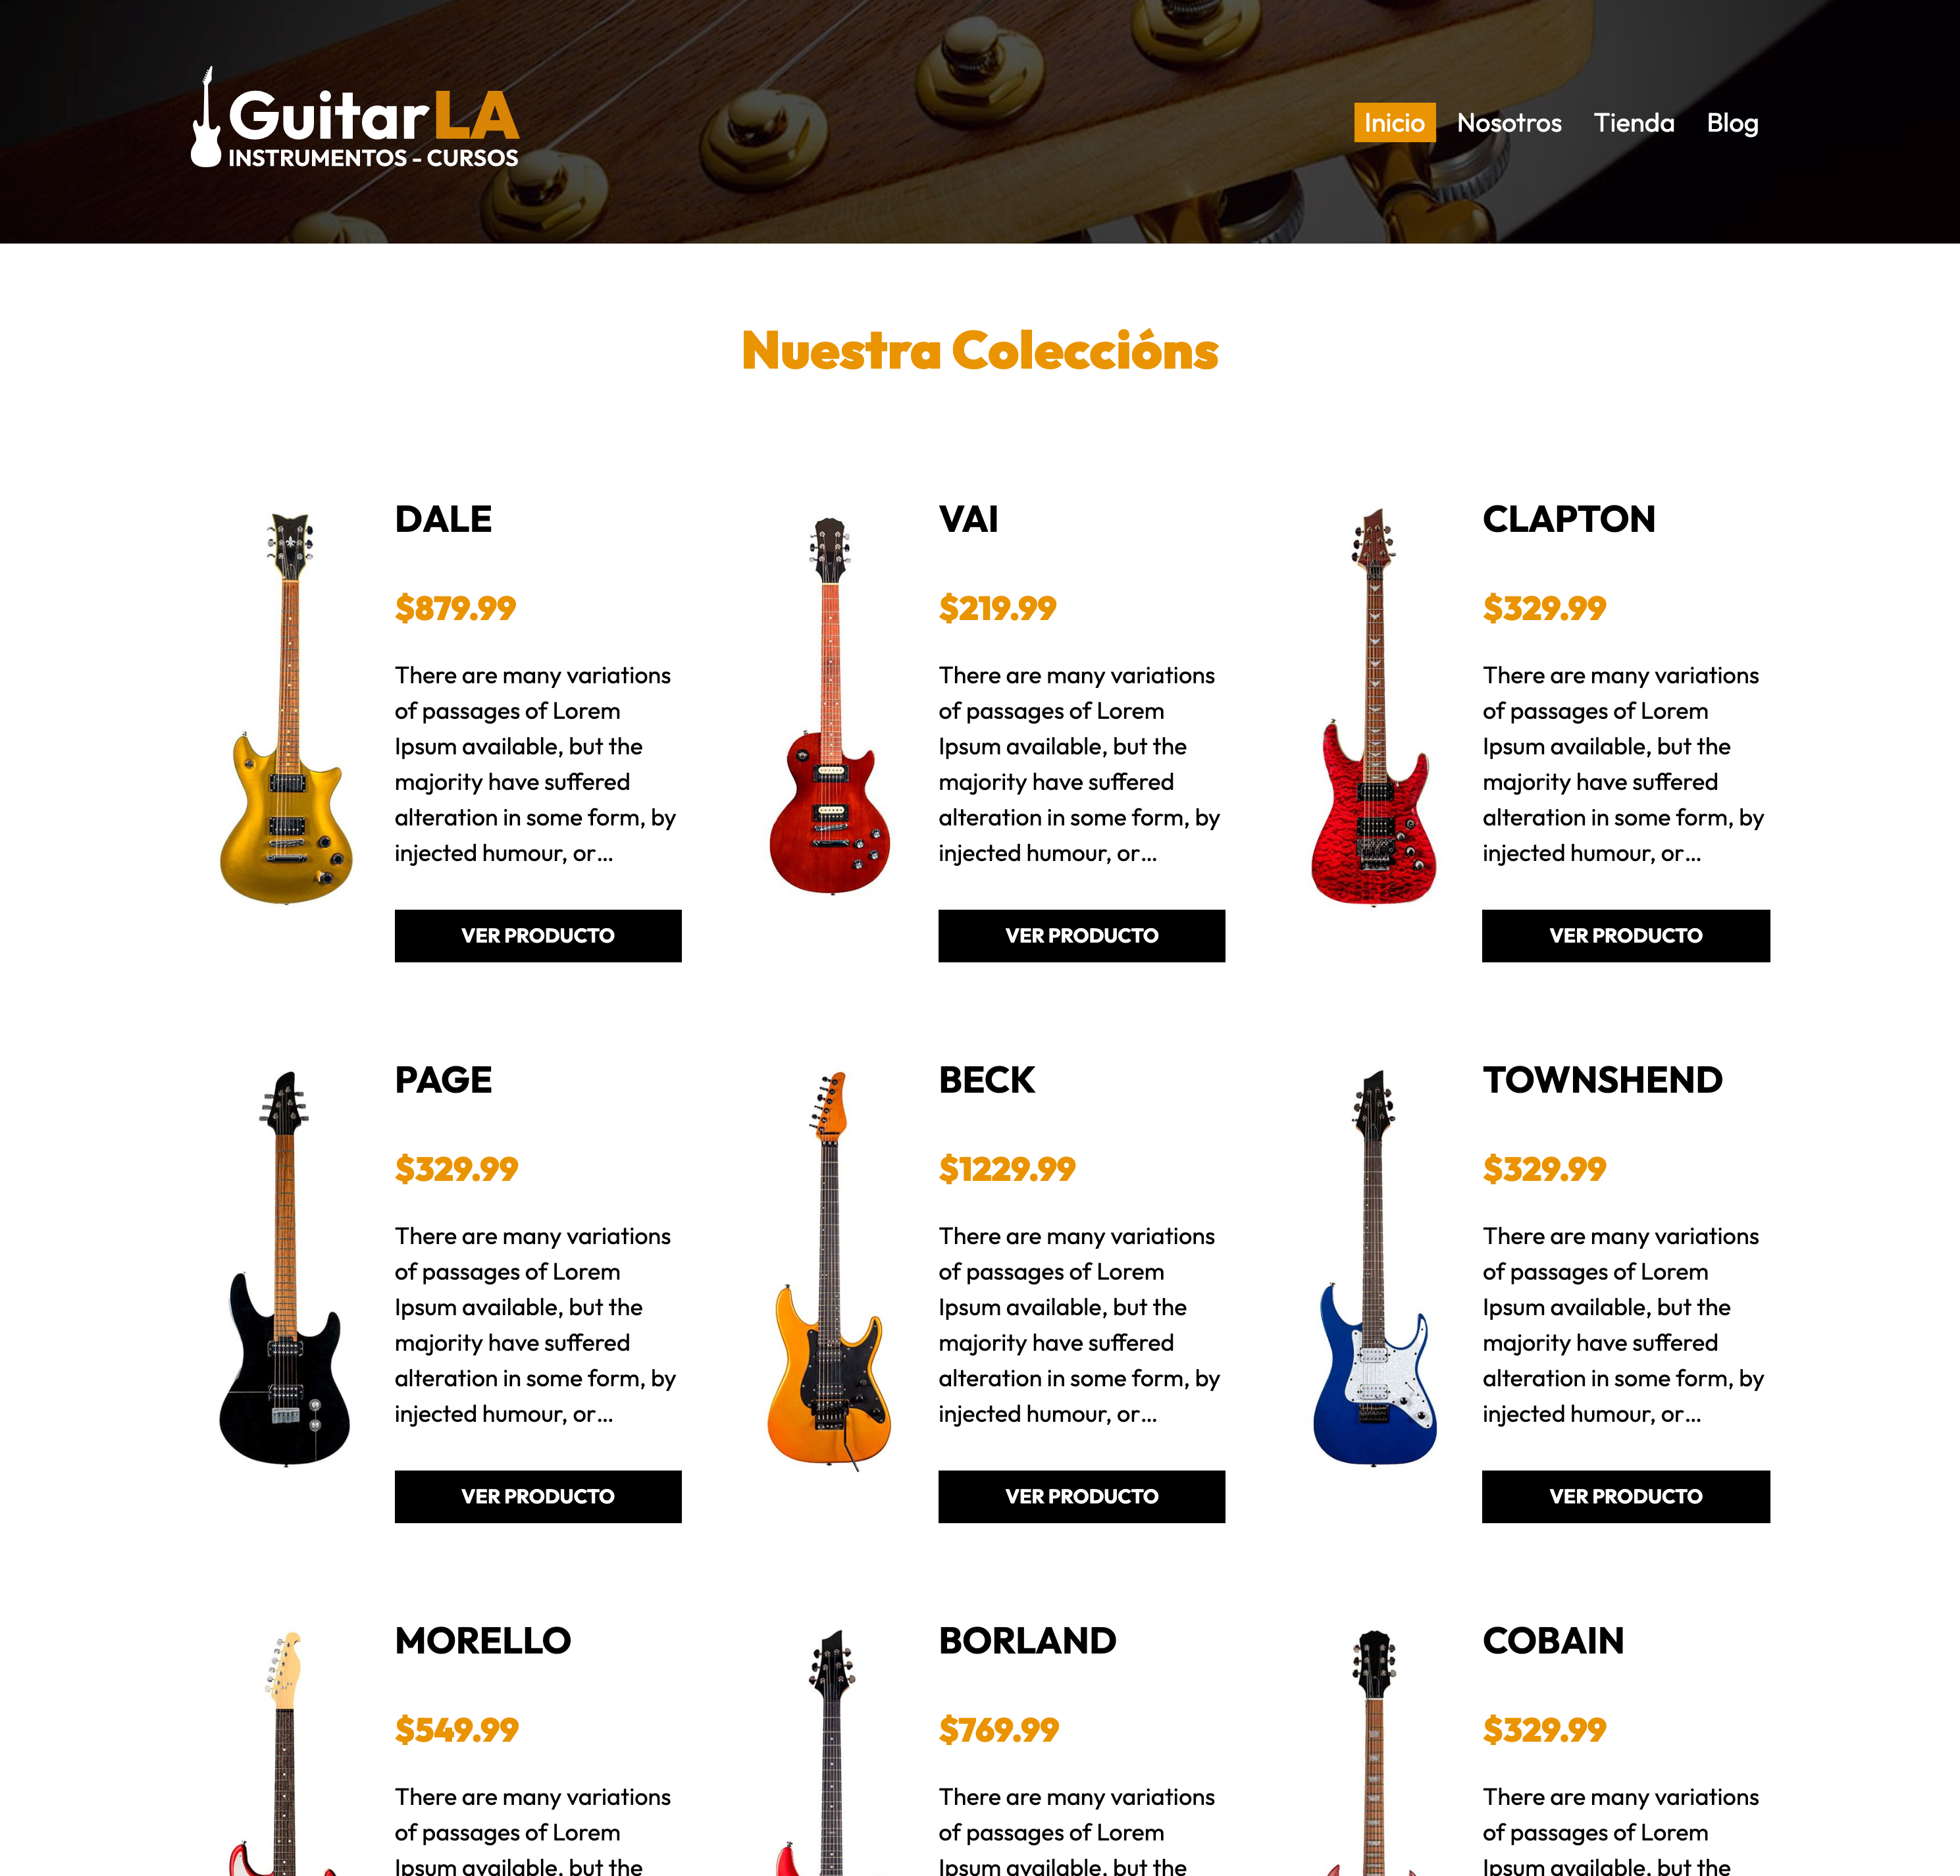 GuitarLA
INSTRUMENTOS - CURSOS
Inicio Nosotros Tienda Blog
Nuestra Coleccións
DALE
$879.99
There are many variations
of passages of Lorem
Ipsum available, but the
majority have suffered
alteration in some form, by
injected humour, or...
VER PRODUCTO
VAI
$219.99
There are many variations
of passages of Lorem
Ipsum available, but the
majority have suffered
alteration in some form, by
injected humour, or...
VER PRODUCTO
CLAPTON
$329.99
There are many variations
of passages of Lorem
Ipsum available, but the
majority have suffered
alteration in some form, by
injected humour, or...
VER PRODUCTO
PAGE
$329.99
There are many variations
of passages of Lorem
Ipsum available, but the
majority have suffered
alteration in some form, by
injected humour, or...
VER PRODUCTO
BECK
$1229.99
There are many variations
of passages of Lorem
Ipsum available, but the
majority have suffered
alteration in some form, by
injected humour, or...
VER PRODUCTO
TOWNSHEND
$329.99
There are many variations
of passages of Lorem
Ipsum available, but the
majority have suffered
alteration in some form, by
injected humour, or...
VER PRODUCTO
MORELLO
$549.99
There are many variations
of passages of Lorem
Ipsum available, but the
BORLAND
$769.99
There are many variations
of passages of Lorem
Ipsum available, but the
COBAIN
$329.99
There are many variations
of passages of Lorem
Ipsum available, but the